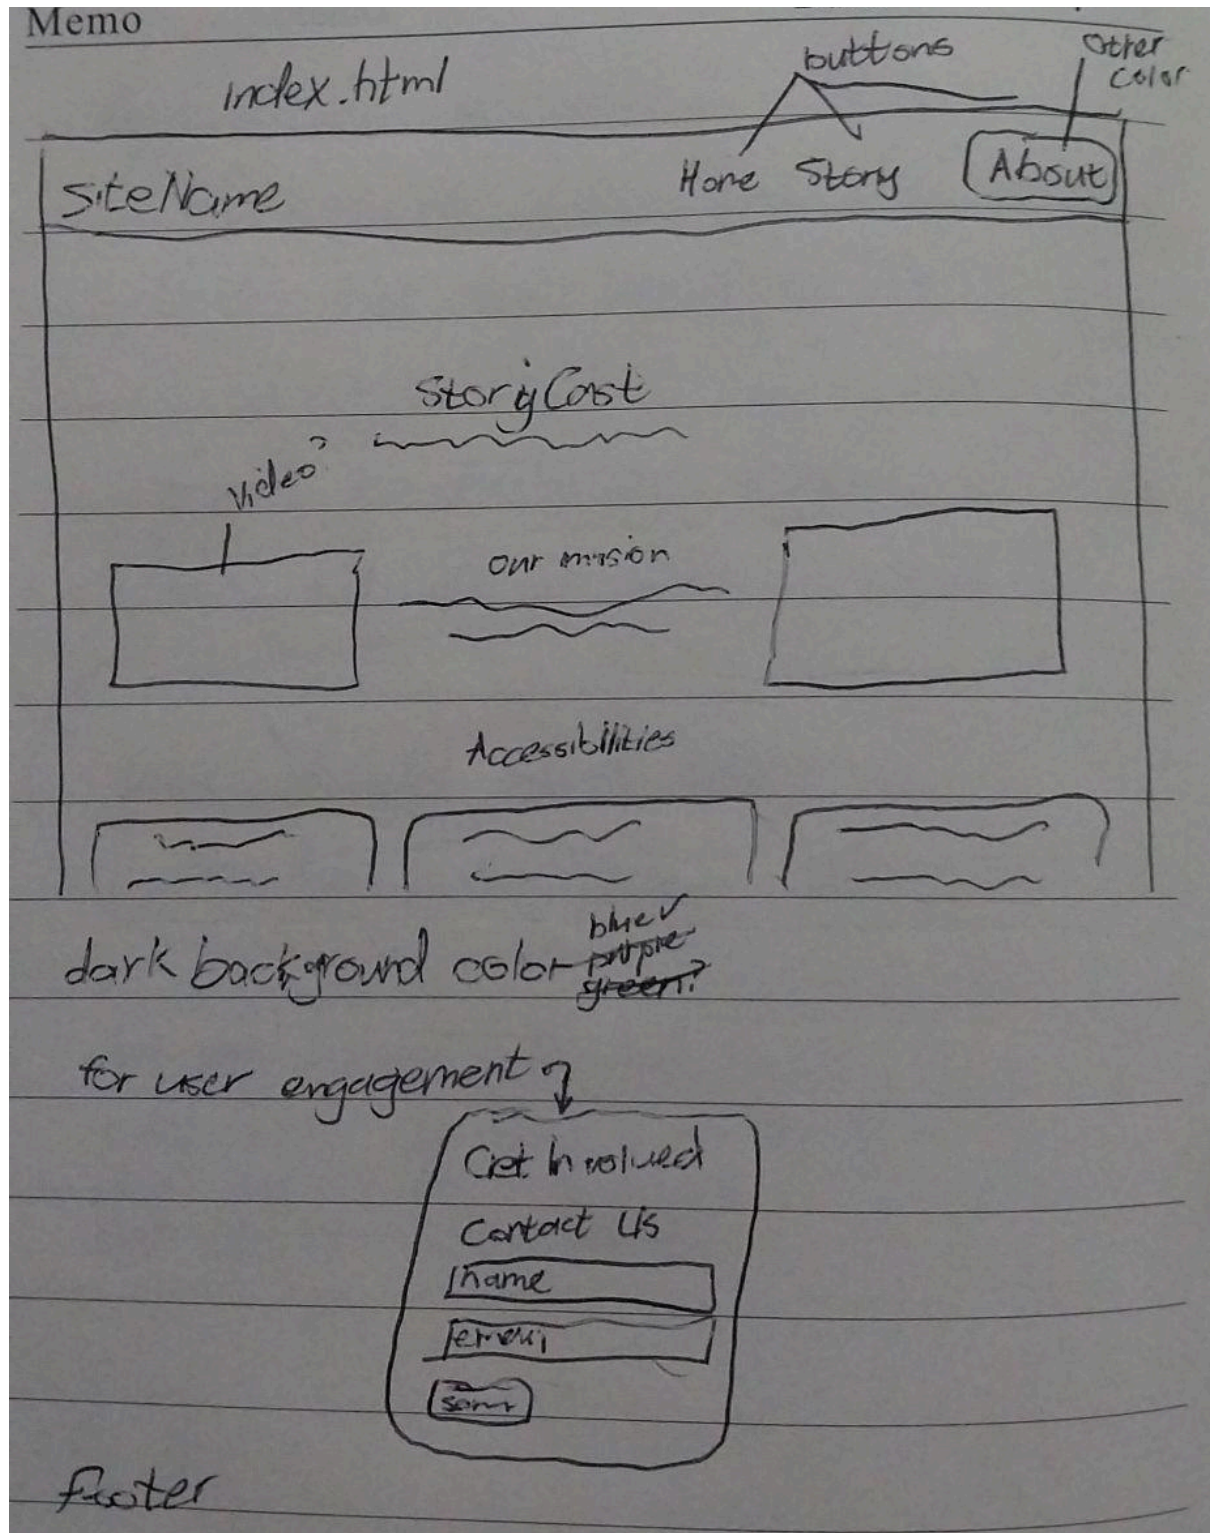 Memo
index.html
buttons
Other color
SiteName
Home Story About
StoryCast
Video?
our mission
Accessibilities
blue✓
dark background color purple
green?
for user engagement
Get Involved
Contact Us
name
email
footer